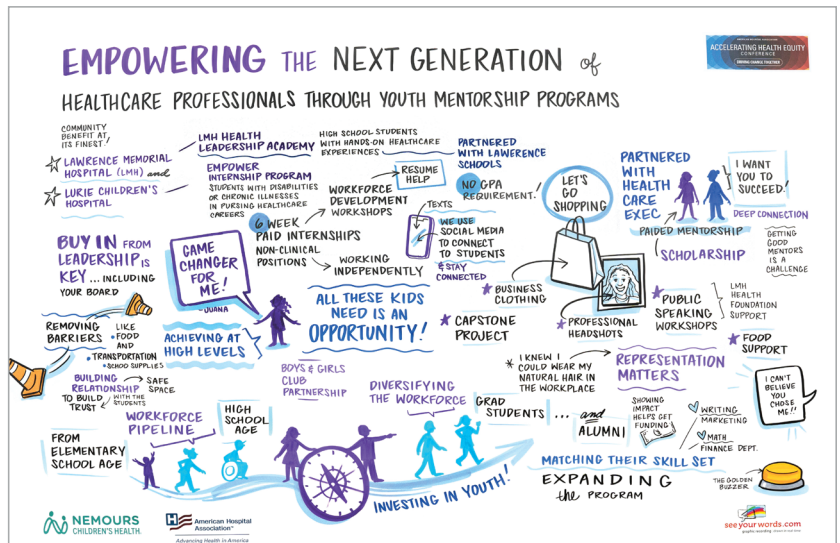 EMPOWERING THE NEXT GENERATION of
HEALTHCARE PROFESSIONALS THROUGH YOUTH MENTORSHIP PROGRAMS
ACCELERATING HEALTH EQUITY
CONFERENCE
DRIVING CHANGE TOGETHER
COMMUNITY
BENEFIT AT
ITS FINEST!
LAWRENCE MEMORIAL
HOSPITAL (LMH) and
LURIE CHILDREN'S
HOSPITAL
LMH HEALTH
LEADERSHIP ACADEMY
HIGH SCHOOL STUDENTS
WITH HANDS-ON HEALTHCARE
EXPERIENCES
EMPOWER
INTERNSHIP PROGRAM
STUDENTS WITH DISABILITIES
OR CHRONIC ILLNESSES
IN PURSUING HEALTHCARE
CAREERS
PARTNERED
WITH LAWERENCE
SCHOOLS
NO GPA
REQUIREMENT!
RESUME
HELP
WORKFORCE
DEVELOPMENT
WORKSHOPS
6 WEEK
PAID INTERNSHIPS
NON-CLINICAL
POSITIONS
WORKING
INDEPENDENTLY
TEXTS
WE USE
SOCIAL MEDIA
TO CONNECT
TO STUDENTS
& STAY
CONNECTED
LET'S
GO
SHOPPING
PARTNERED
WITH
HEALTH
CARE
EXEC
I WANT
YOU TO
SUCCEED!
DEEP CONNECTION
PAIDED MENTORSHIP
SCHOLARSHIP
GETTING
GOOD
MENTORS
IS A
CHALLENGE
BUY IN FROM
LEADERSHIP IS
KEY... INCLUDING
YOUR BOARD
GAME
CHANGER
FOR
ME!
ALL THESE KIDS
NEED IS AN
OPPORTUNITY!
BUSINESS
CLOTHING
CAPSTONE
PROJECT
PROFESSIONAL
HEADSHOTS
PUBLIC
SPEAKING
WORKSHOPS
LMH
HEALTH
FOUNDATION
SUPPORT
FOOD
SUPPORT
REMOVING
BARRIERS
LIKE
•FOOD
AND
•TRANSPORTATION
•SCHOOL SUPPLIES
ACHIEVING AT
HIGH LEVELS
BUILDING
RELATIONSHIP
TO BUILD
TRUST
WITH THE
STUDENTS
SAFE
SPACE
BOYS & GIRLS
CLUB
PARTNERSHIP
DIVERSIFYING
THE WORKFORCE
I KNEW I
COULD WEAR MY
NATURAL HAIR IN
THE WORKPLACE
REPRESENTATION
MATTERS
I CAN'T
BELIEVE
YOU
CHOSE
ME!!
WORKFORCE
PIPELINE
HIGH
SCHOOL
AGE
FROM
ELEMENTARY
SCHOOL AGE
GRAD
STUDENTS ... and
ALUMNI
SHOWING
IMPACT
HELPS GET
FUNDING
WRITING
MARKETING
MATH
FINANCE DEPT.
INVESTING IN YOUTH!
MATCHING THEIR SKILL SET
EXPANDING
the PROGRAM
THE GOLDEN
BUZZER
NEMOURS
CHILDREN'S HEALTH
American Hospital
Association
Advancing Health in America
seeyourwords.com